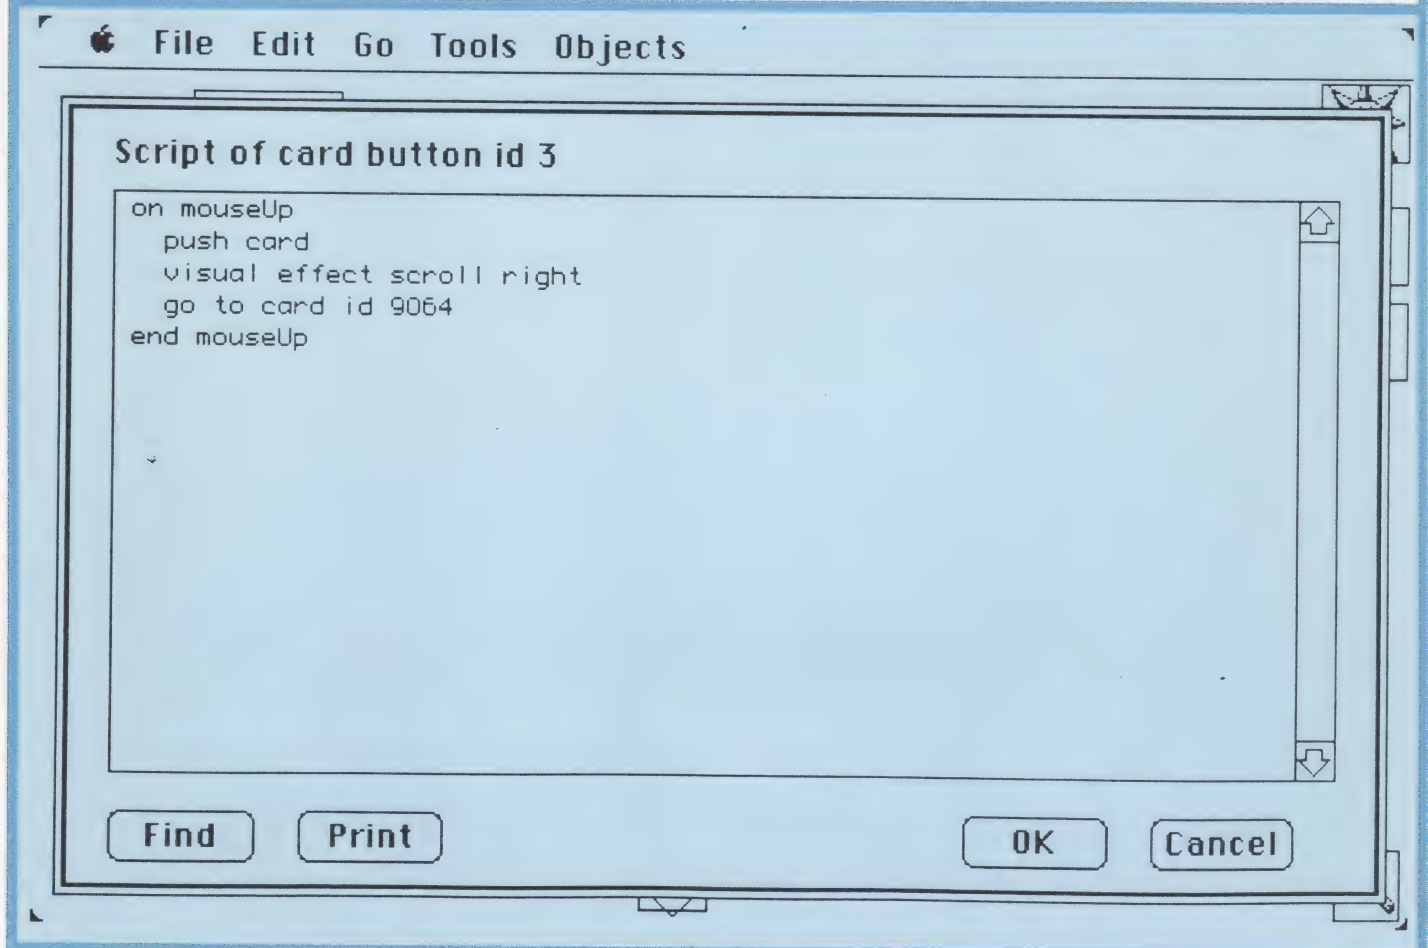 File Edit Go Tools Objects
Script of card button id 3
on mouseUp
  push card
  visual effect scroll right
  go to card id 9064
end mouseUp
Find Print OK Cancel